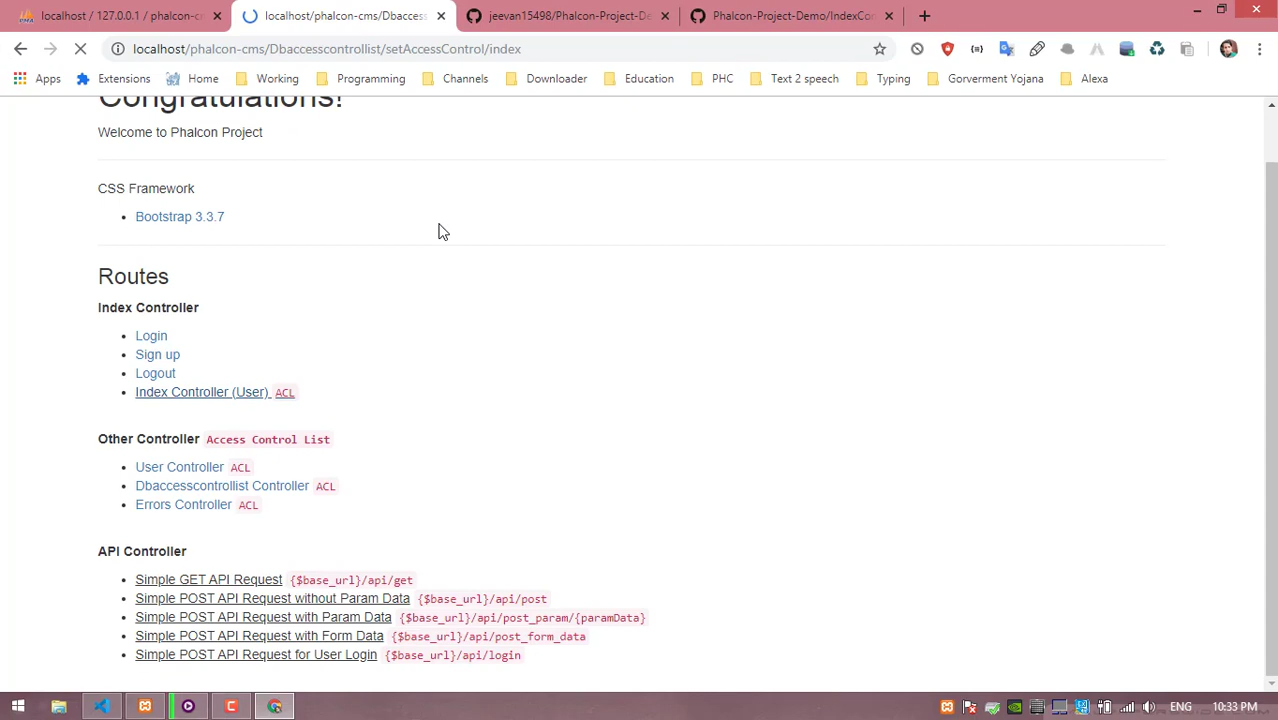 localhost / 127.0.0.1 / phalcon-c
localhost/phalcon-cms/Dbaccess
jeevan15498/Phalcon-Project-De
Phalcon-Project-Demo/IndexCon
localhost/phalcon-cms/Dbaccesscontrollist/setAccessControl/index
Apps Extensions Home Working Programming Channels Downloader Education PHC Text 2 speech Typing Gorverment Yojana Alexa
Congratulations!
Welcome to Phalcon Project
CSS Framework
Bootstrap 3.3.7
Routes
Index Controller
Login
Sign up
Logout
Index Controller (User) ACL
Other Controller Access Control List
User Controller ACL
Dbaccesscontrollist Controller ACL
Errors Controller ACL
API Controller
Simple GET API Request {$base_url}/api/get
Simple POST API Request without Param Data {$base_url}/api/post
Simple POST API Request with Param Data {$base_url}/api/post_param/{paramData}
Simple POST API Request with Form Data {$base_url}/api/post_form_data
Simple POST API Request for User Login {$base_url}/api/login
ENG 10:33 PM